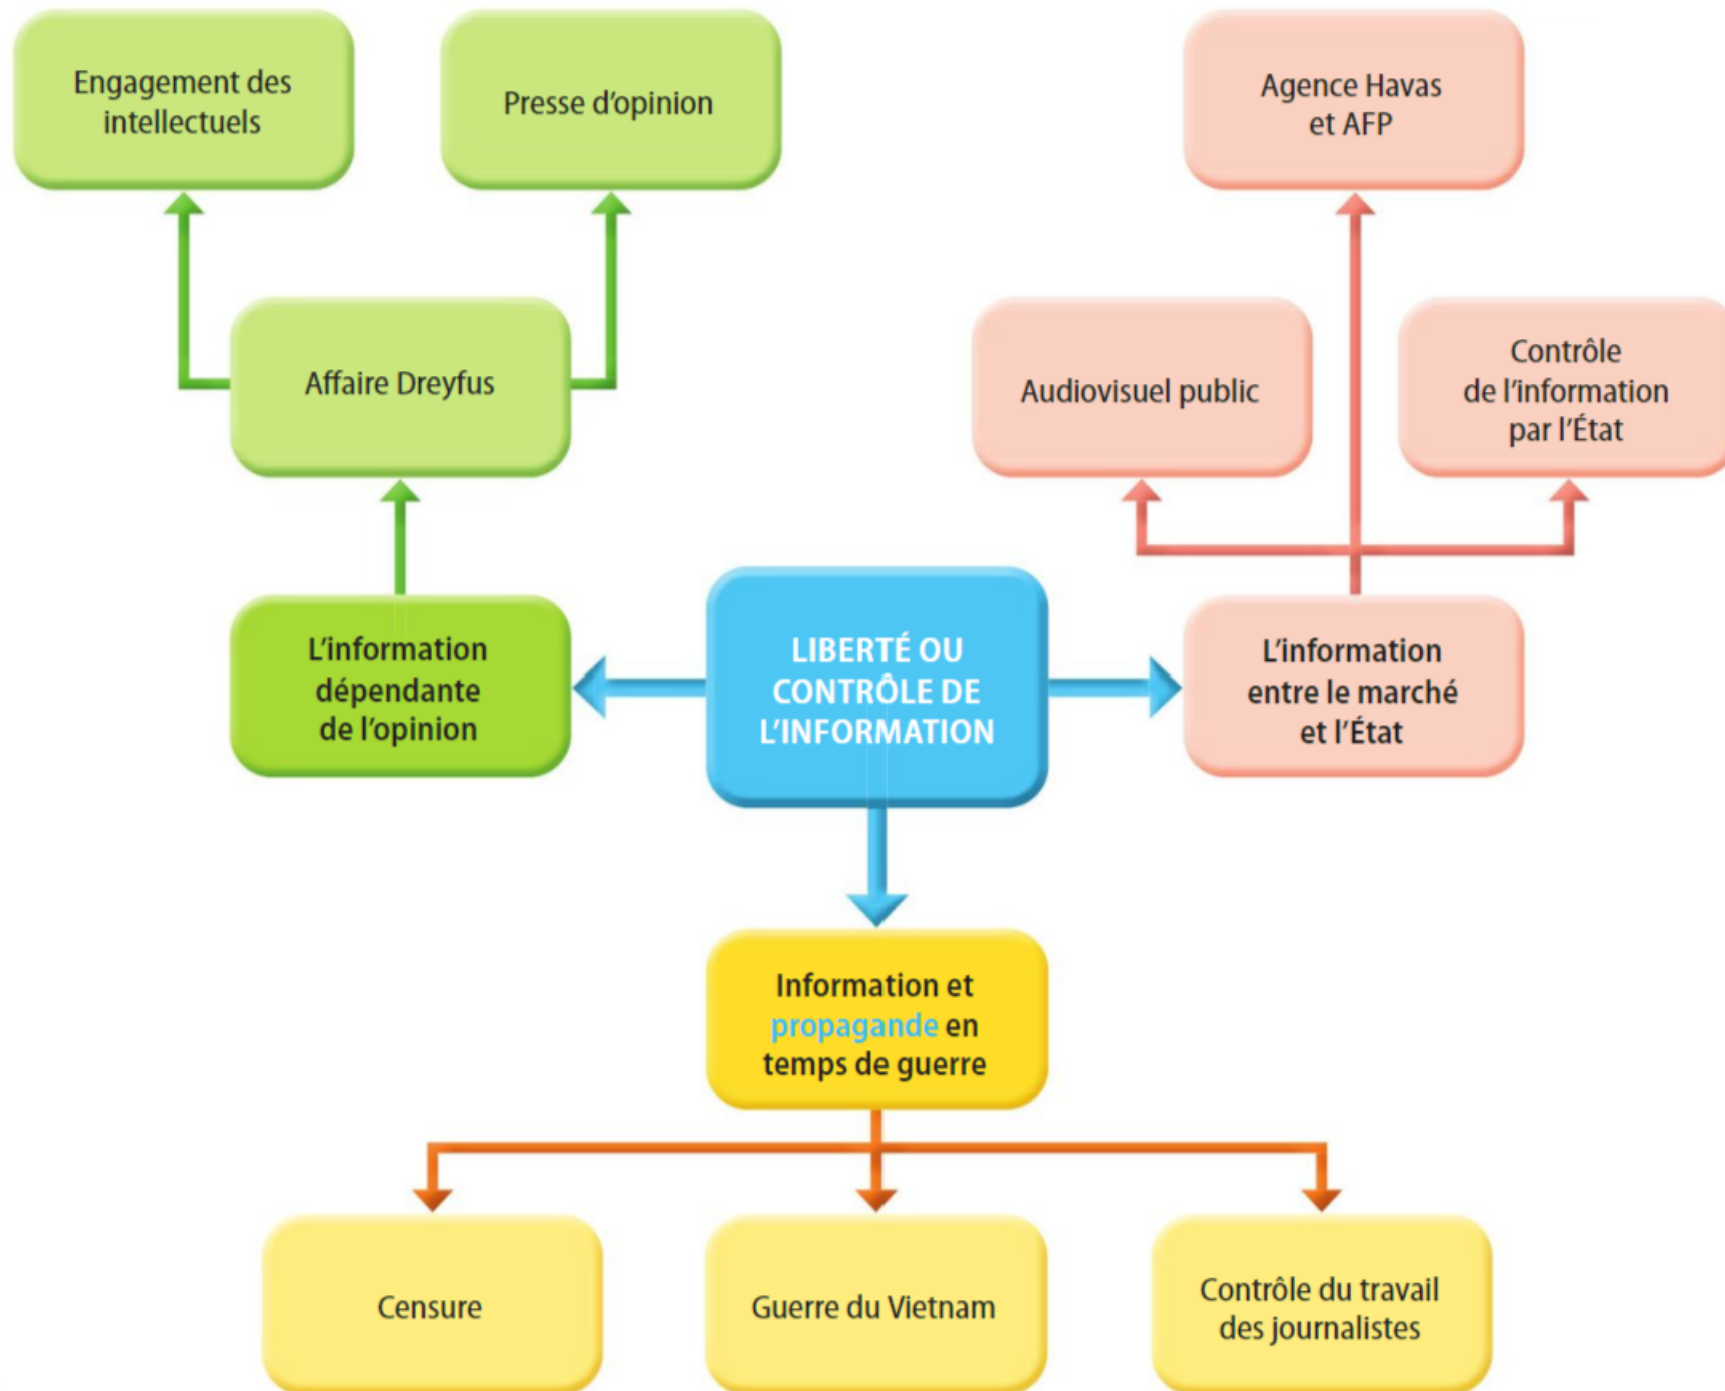 Engagement des
intellectuels
Presse d’opinion
Agence Havas
et AFP
Affaire Dreyfus
Audiovisuel public
Contrôle
de l’information
par l’État
L’information
dépendante
de l’opinion
LIBERTÉ OU
CONTRÔLE DE
L’INFORMATION
L’information
entre le marché
et l’État
Information et
propagande en
temps de guerre
Censure
Guerre du Vietnam
Contrôle du travail
des journalistes